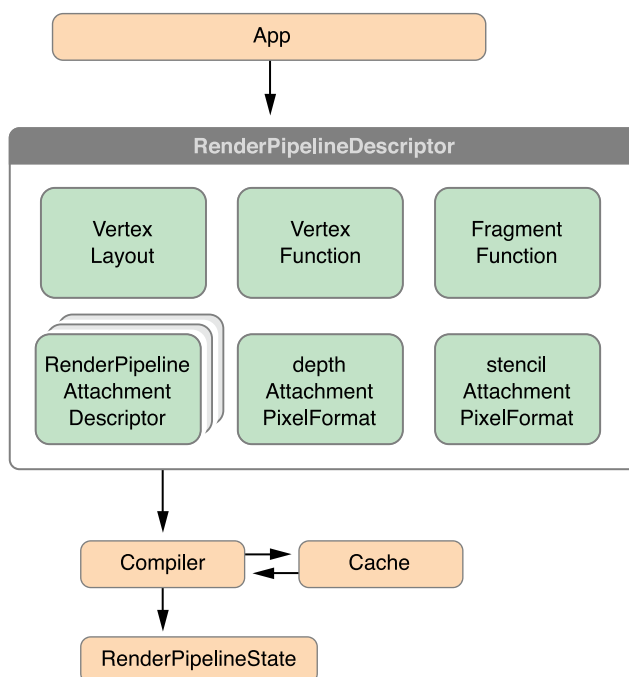 App
RenderPipelineDescriptor
Vertex
Layout
Vertex
Function
Fragment
Function
RenderPipeline
Attachment
Descriptor
depth
Attachment
PixelFormat
stencil
Attachment
PixelFormat
Compiler
Cache
RenderPipelineState